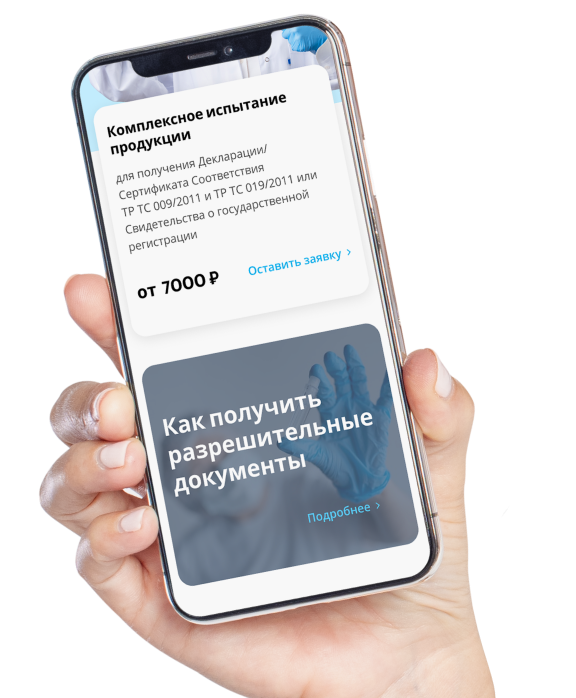 Комплексное испытание
продукции
для получения Декларации/
Сертификата Соответствия
ТР ТС 009/2011 и ТР ТС 019/2011 или
Свидетельства о государственной
регистрации
от 7000 ₽
Оставить заявку ›
Как получить
разрешительные
документы
Подробнее ›